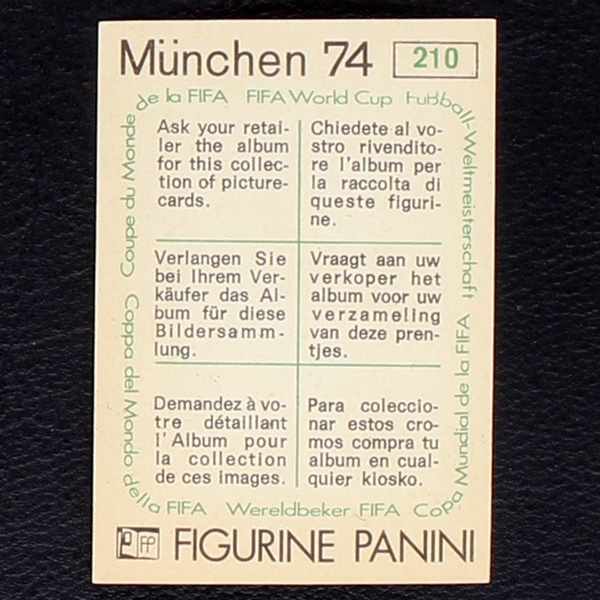 München 74 210
de la FIFA FIFA World Cup Fußball-Weltmeisterschaft
Ask your retai-
ler the album
for this collec-
tion of picture-
cards.
Chiedete al vo-
stro rivendito-
re l'album per
la raccolta di
queste figuri-
ne.
Verlangen Sie
bei Ihrem Ver-
käufer das Al-
bum für diese
Bildersamm-
lung.
Vraagt aan uw
verkoper het
album voor uw
verzameling
van deze pren-
tjes.
Demandez à vo-
tre détaillant
l'Album pour
la collection
de ces images.
Para coleccio-
nar estos cro-
mos compra tu
album en cual-
quier kiosko.
Copa Mundial de la FIFA
Wereldbeker FIFA
Coppa del Mondo della FIFA
Coupe du Monde
FP FIGURINE PANINI